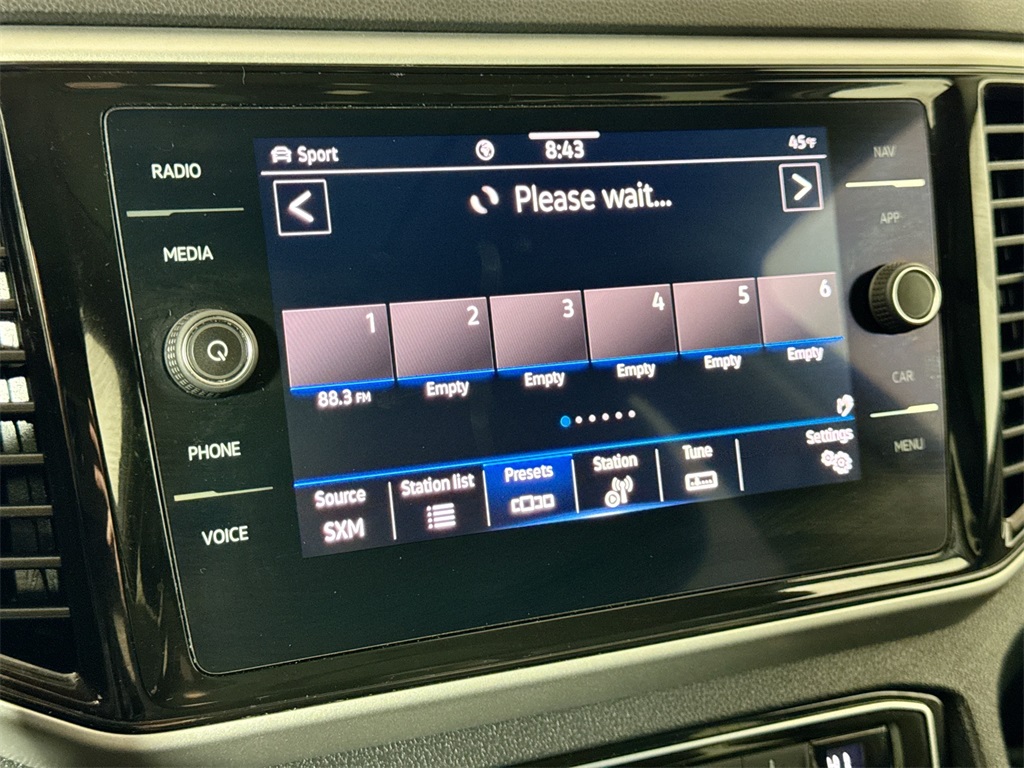 RADIO
MEDIA
PHONE
VOICE
Sport
8:43
45°F
<
Please wait...
>
1
2
3
4
5
6
88.3 FM
Empty
Empty
Empty
Empty
Empty
Source
SXM
Station list
Presets
Station
Tune
Settings
NAV
APP
CAR
MENU